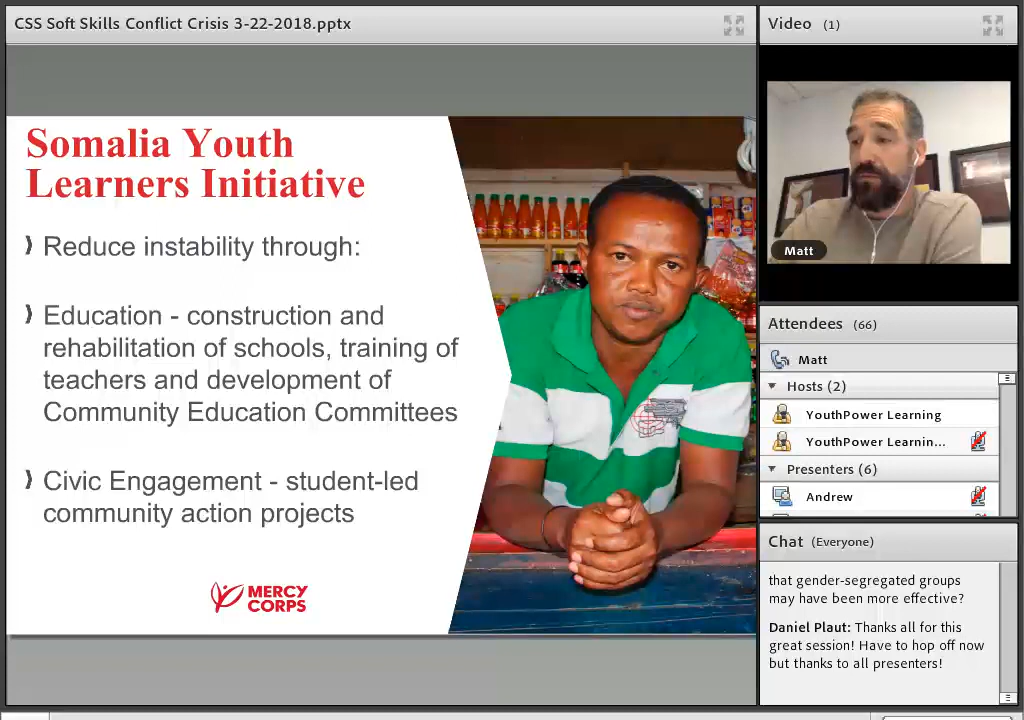 CSS Soft Skills Conflict Crisis 3-22-2018.pptx
Somalia Youth
Learners Initiative
Reduce instability through:
Education - construction and
rehabilitation of schools, training of
teachers and development of
Community Education Committees
Civic Engagement - student-led
community action projects
MERCY
CORPS
Video (1)
Matt
Attendees (66)
Matt
Hosts (2)
YouthPower Learning
YouthPower Learnin...
Presenters (6)
Andrew
Chat (Everyone)
that gender-segregated groups
may have been more effective?
Daniel Plaut: Thanks all for this
great session! Have to hop off now
but thanks to all presenters!